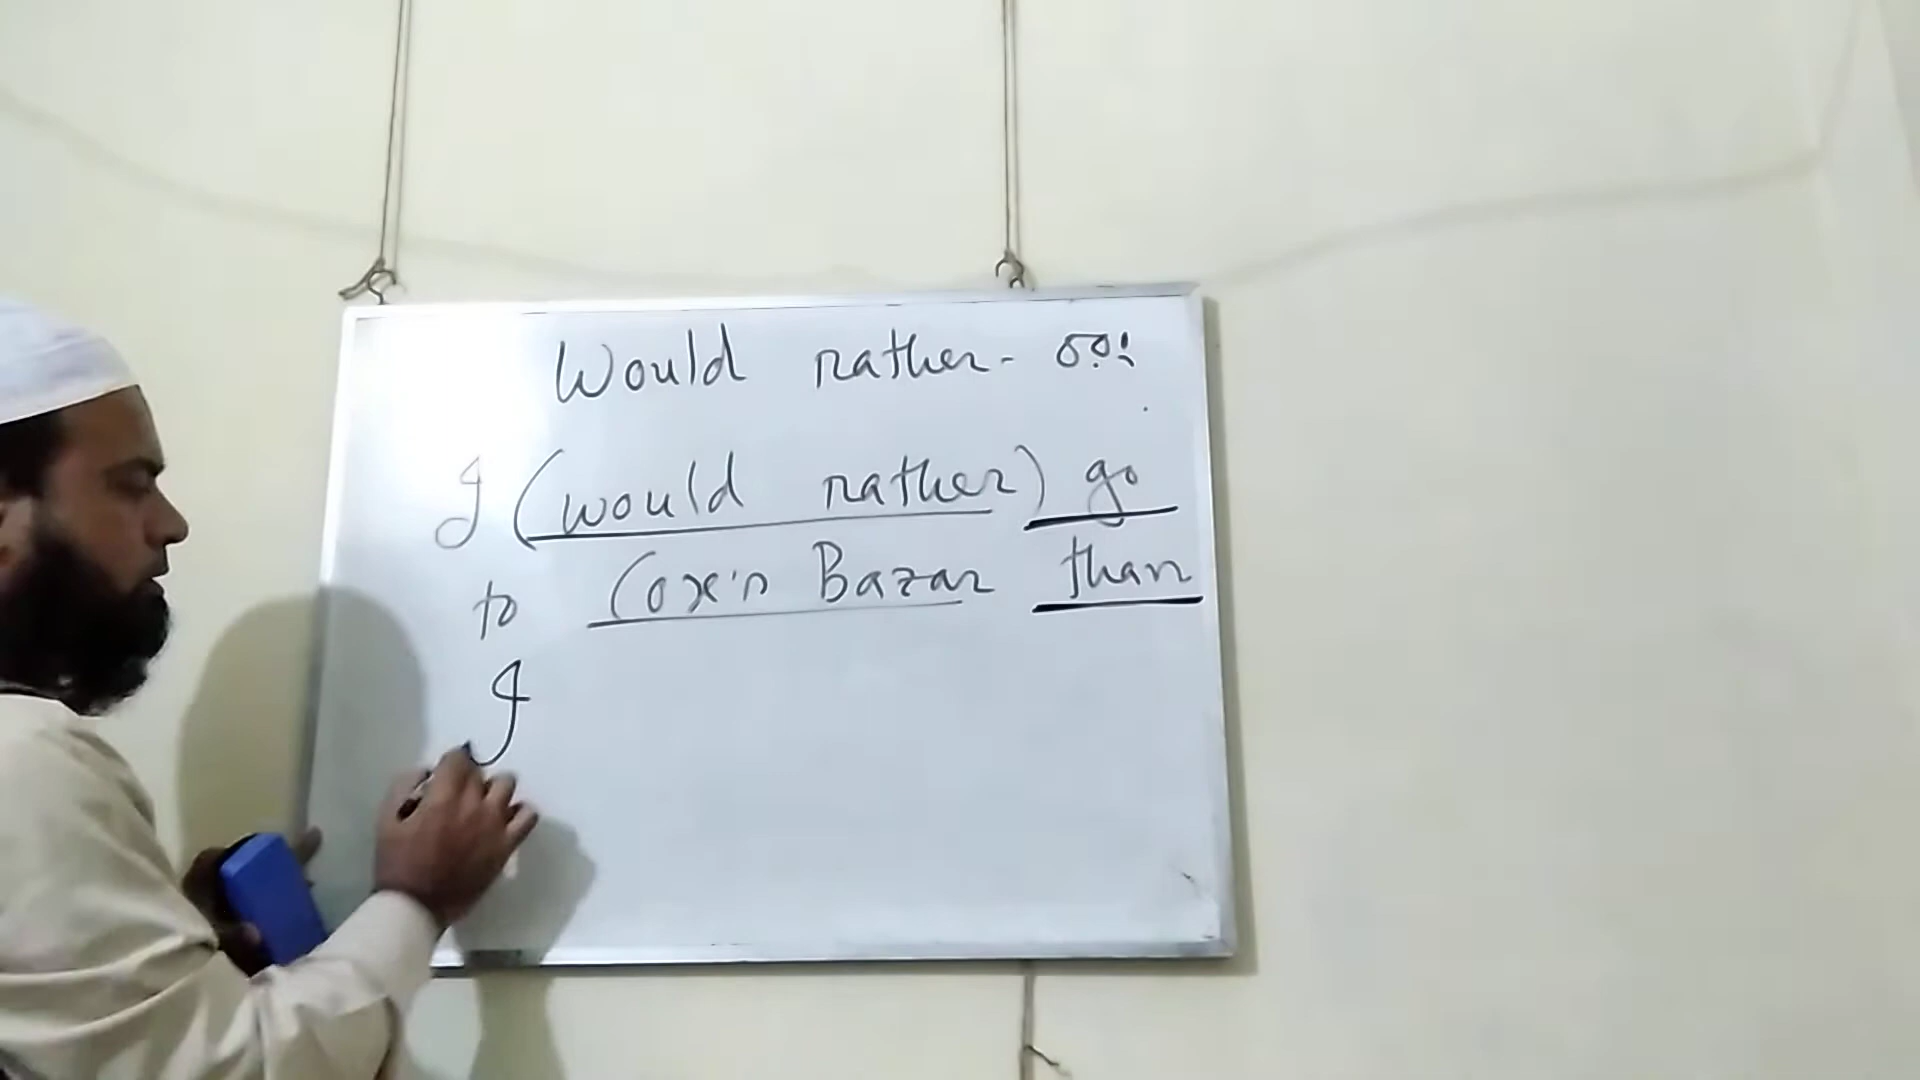 Would rather -
I (would rather) go
to Cox's Bazar than
I